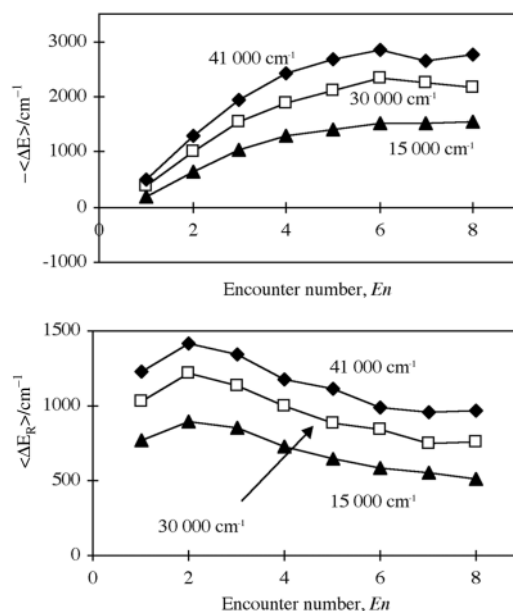 3000
2000
1000
0
-1000
−<ΔE>/cm⁻¹
41 000 cm⁻¹
30 000 cm⁻¹
15 000 cm⁻¹
0 2 4 6 8
Encounter number, En
1500
1000
500
0
<ΔE_R>/cm⁻¹
41 000 cm⁻¹
15 000 cm⁻¹
30 000 cm⁻¹
0 2 4 6 8
Encounter number, En